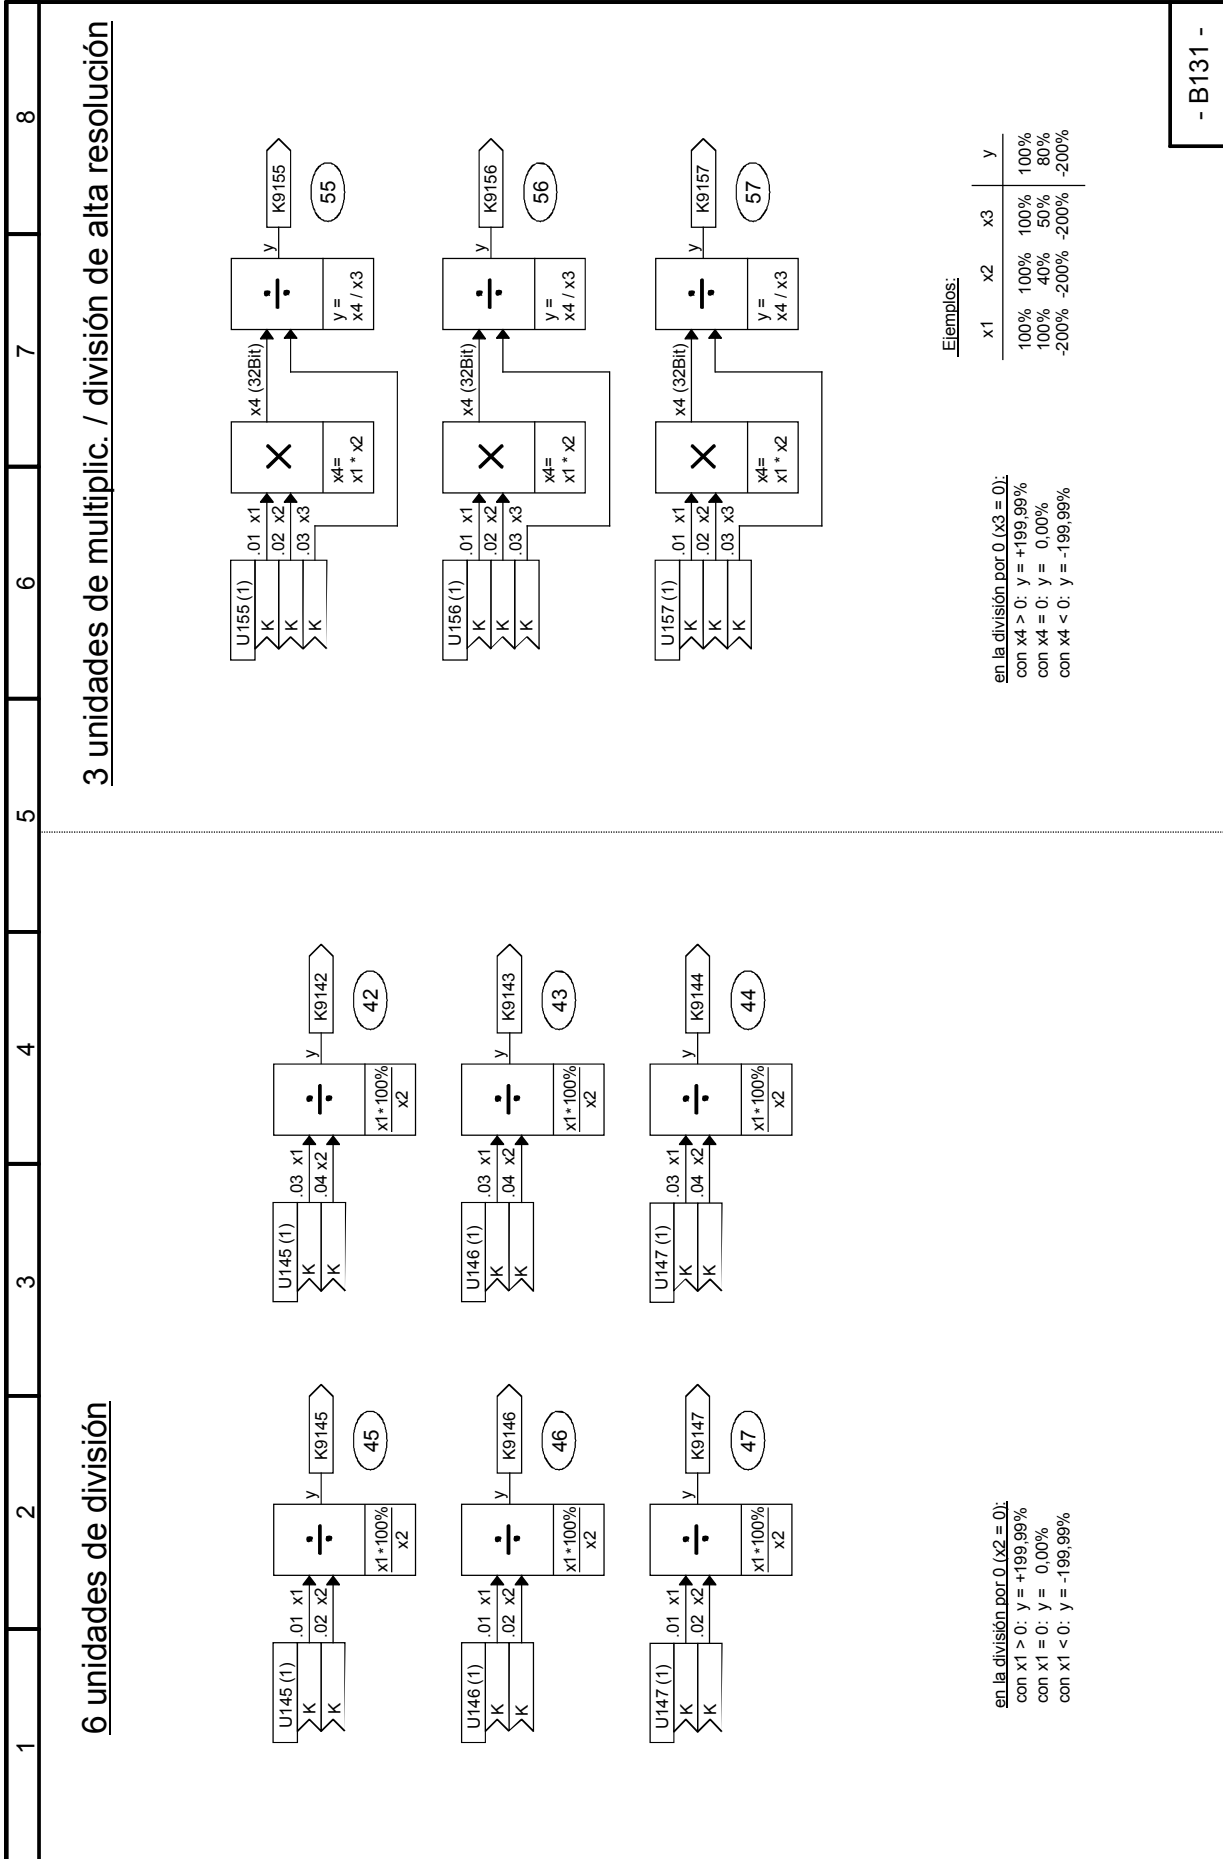 1 2 3 4 5 6 7 8
6 unidades de división
U145 (1)
K
K
.01 x1
.02 x2
x1*100%
x2
y
K9145
45
U146 (1)
K
K
.01 x1
.02 x2
x1*100%
x2
y
K9146
46
U147 (1)
K
K
.01 x1
.02 x2
x1*100%
x2
y
K9147
47
U145 (1)
K
K
.03 x1
.04 x2
x1*100%
x2
y
K9142
42
U146 (1)
K
K
.03 x1
.04 x2
x1*100%
x2
y
K9143
43
U147 (1)
K
K
.03 x1
.04 x2
x1*100%
x2
y
K9144
44
en la división por 0 (x2 = 0):
con x1 > 0: y = +199,99%
con x1 = 0: y = 0,00%
con x1 < 0: y = -199,99%
3 unidades de multiplic. / división de alta resolución
U155 (1)
K
K
K
.01 x1
.02 x2
.03 x3
x4=
x1 * x2
x4 (32Bit)
y =
x4 / x3
y
K9155
55
U156 (1)
K
K
K
.01 x1
.02 x2
.03 x3
x4=
x1 * x2
x4 (32Bit)
y =
x4 / x3
y
K9156
56
U157 (1)
K
K
K
.01 x1
.02 x2
.03 x3
x4=
x1 * x2
x4 (32Bit)
y =
x4 / x3
y
K9157
57
en la división por 0 (x3 = 0):
con x4 > 0: y = +199,99%
con x4 = 0: y = 0,00%
con x4 < 0: y = -199,99%
Ejemplos:
x1 x2 x3 y
100% 100% 100% 100%
100% 40% 50% 80%
-200% -200% -200% -200%
- B131 -